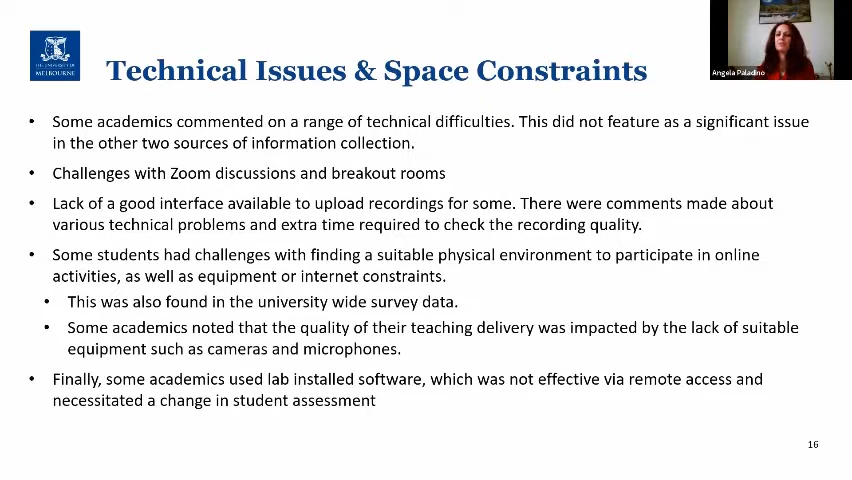 THE UNIVERSITY OF
MELBOURNE
Technical Issues & Space Constraints
Angela Paladino
• Some academics commented on a range of technical difficulties. This did not feature as a significant issue
in the other two sources of information collection.
• Challenges with Zoom discussions and breakout rooms
• Lack of a good interface available to upload recordings for some. There were comments made about
various technical problems and extra time required to check the recording quality.
• Some students had challenges with finding a suitable physical environment to participate in online
activities, as well as equipment or internet constraints.
• This was also found in the university wide survey data.
• Some academics noted that the quality of their teaching delivery was impacted by the lack of suitable
equipment such as cameras and microphones.
• Finally, some academics used lab installed software, which was not effective via remote access and
necessitated a change in student assessment
16